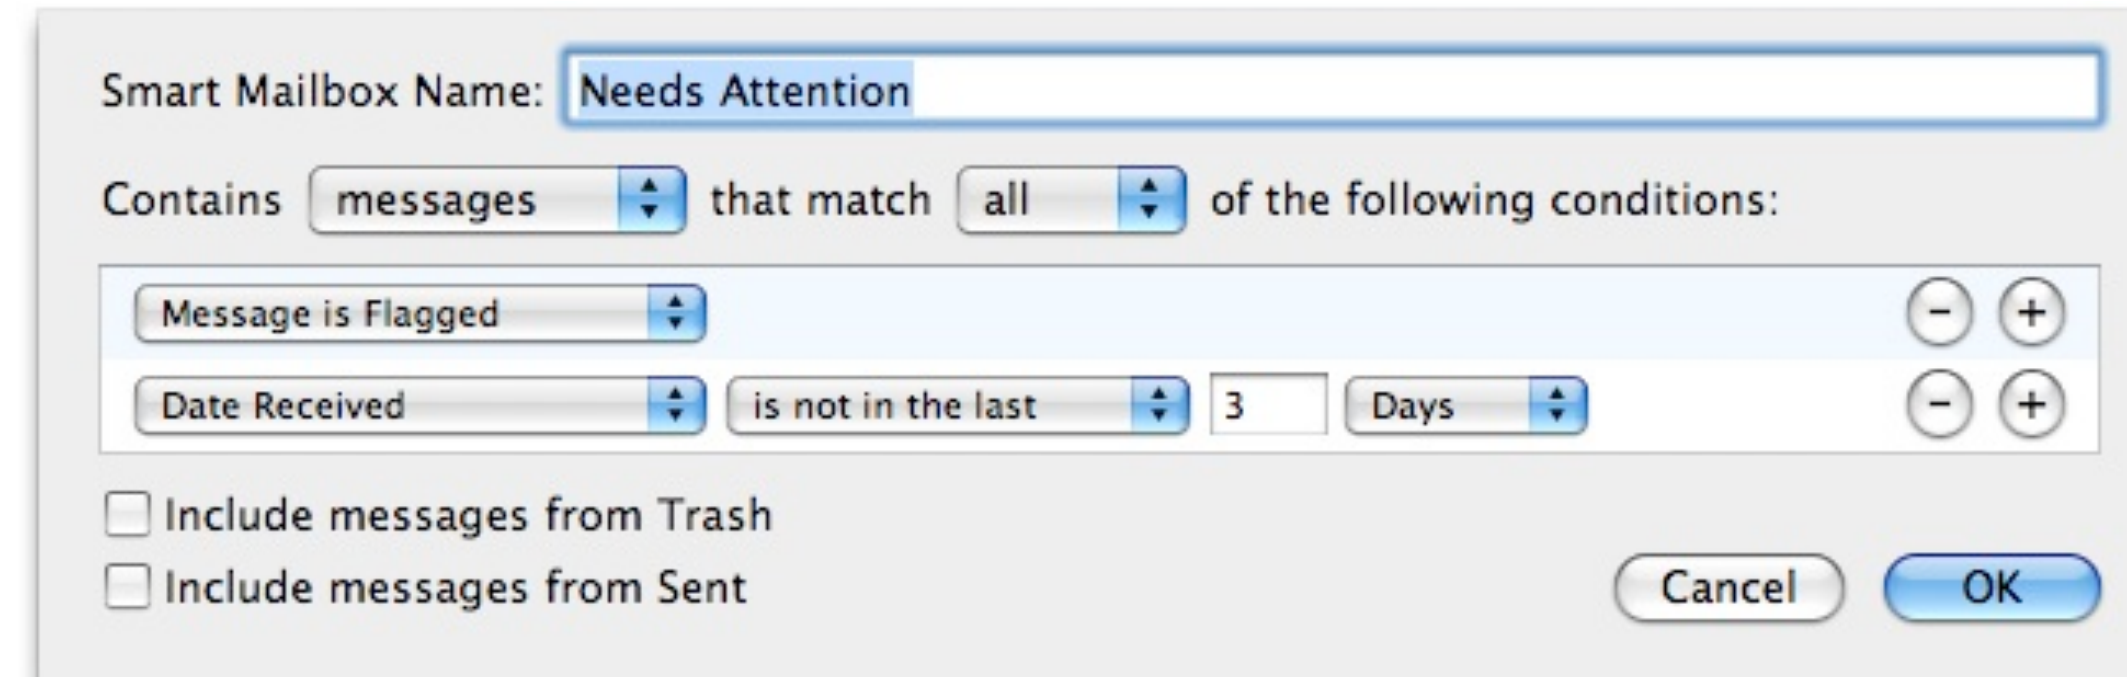 Smart Mailbox Name: Needs Attention
Contains messages that match all of the following conditions:
Message is Flagged - +
Date Received is not in the last 3 Days - +
Include messages from Trash
Include messages from Sent
Cancel OK